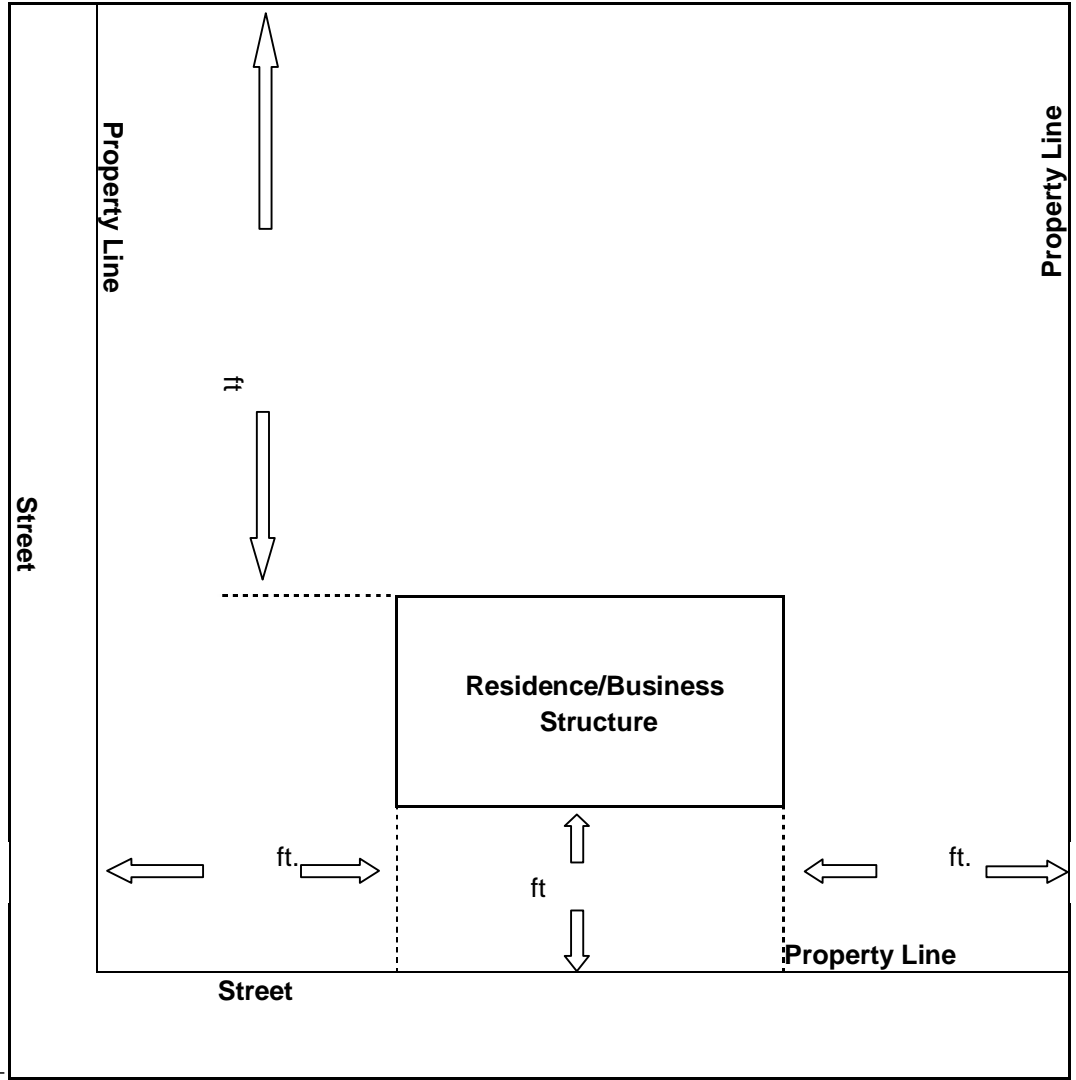 Property Line
Property Line
ft
Street
Residence/Business
Structure
ft.
ft.
ft
Property Line
Street